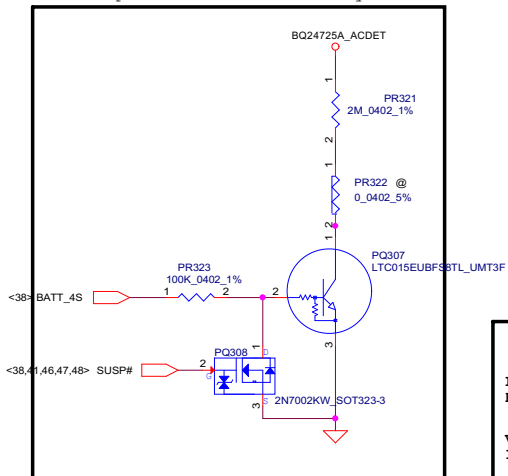 BQ24725A_ACDET
1
PR321
2M_0402_1%
2
1
PR322 @
0_0402_5%
2
1
PQ307
LTC015EUBFS8TL_UMT3F
PR323
100K_0402_1%
<38> BATT_4S
1
2
2
3
1
PQ308
D
<38,41,46,47,48> SUSP#
2
G
S
3
2N7002KW_SOT323-3